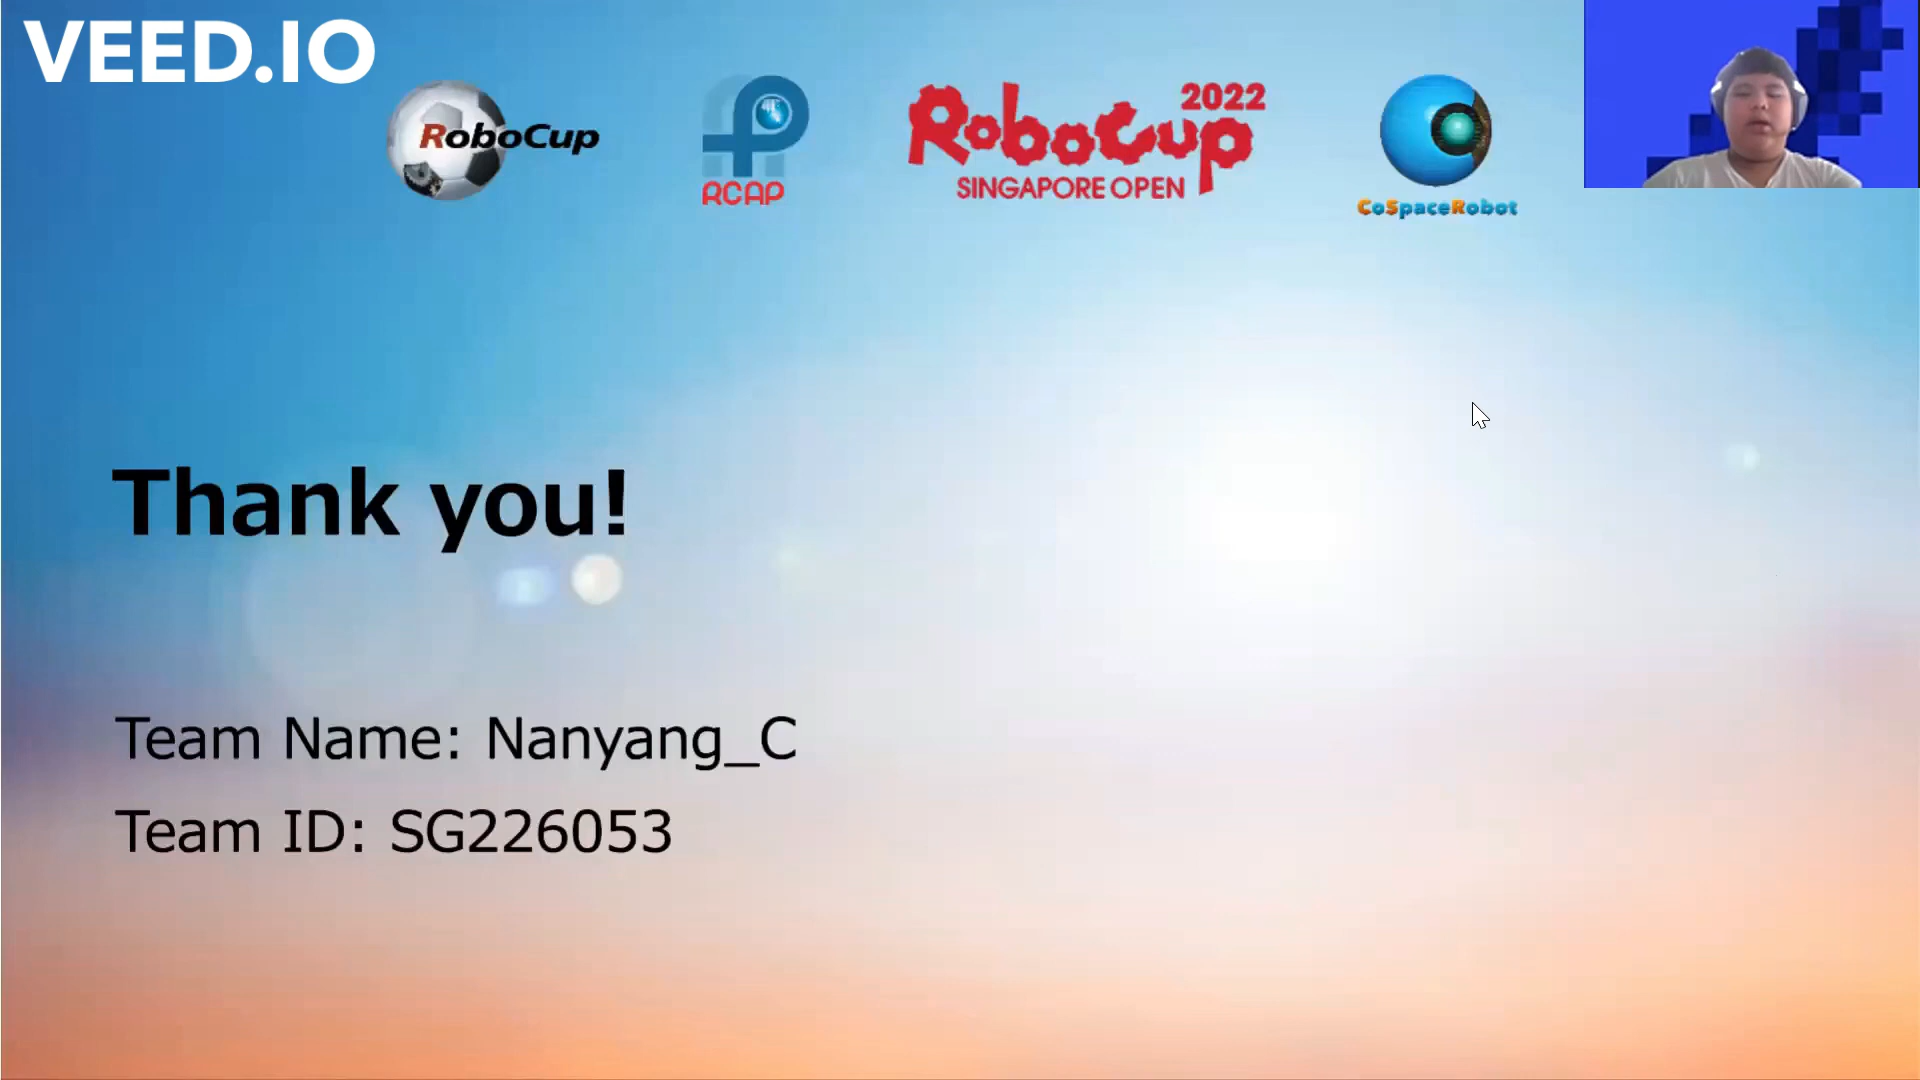 VEED.IO
RoboCup
RCAP
2022
RoboCup
SINGAPORE OPEN
CoSpaceRobot
Thank you!
Team Name: Nanyang_C
Team ID: SG226053